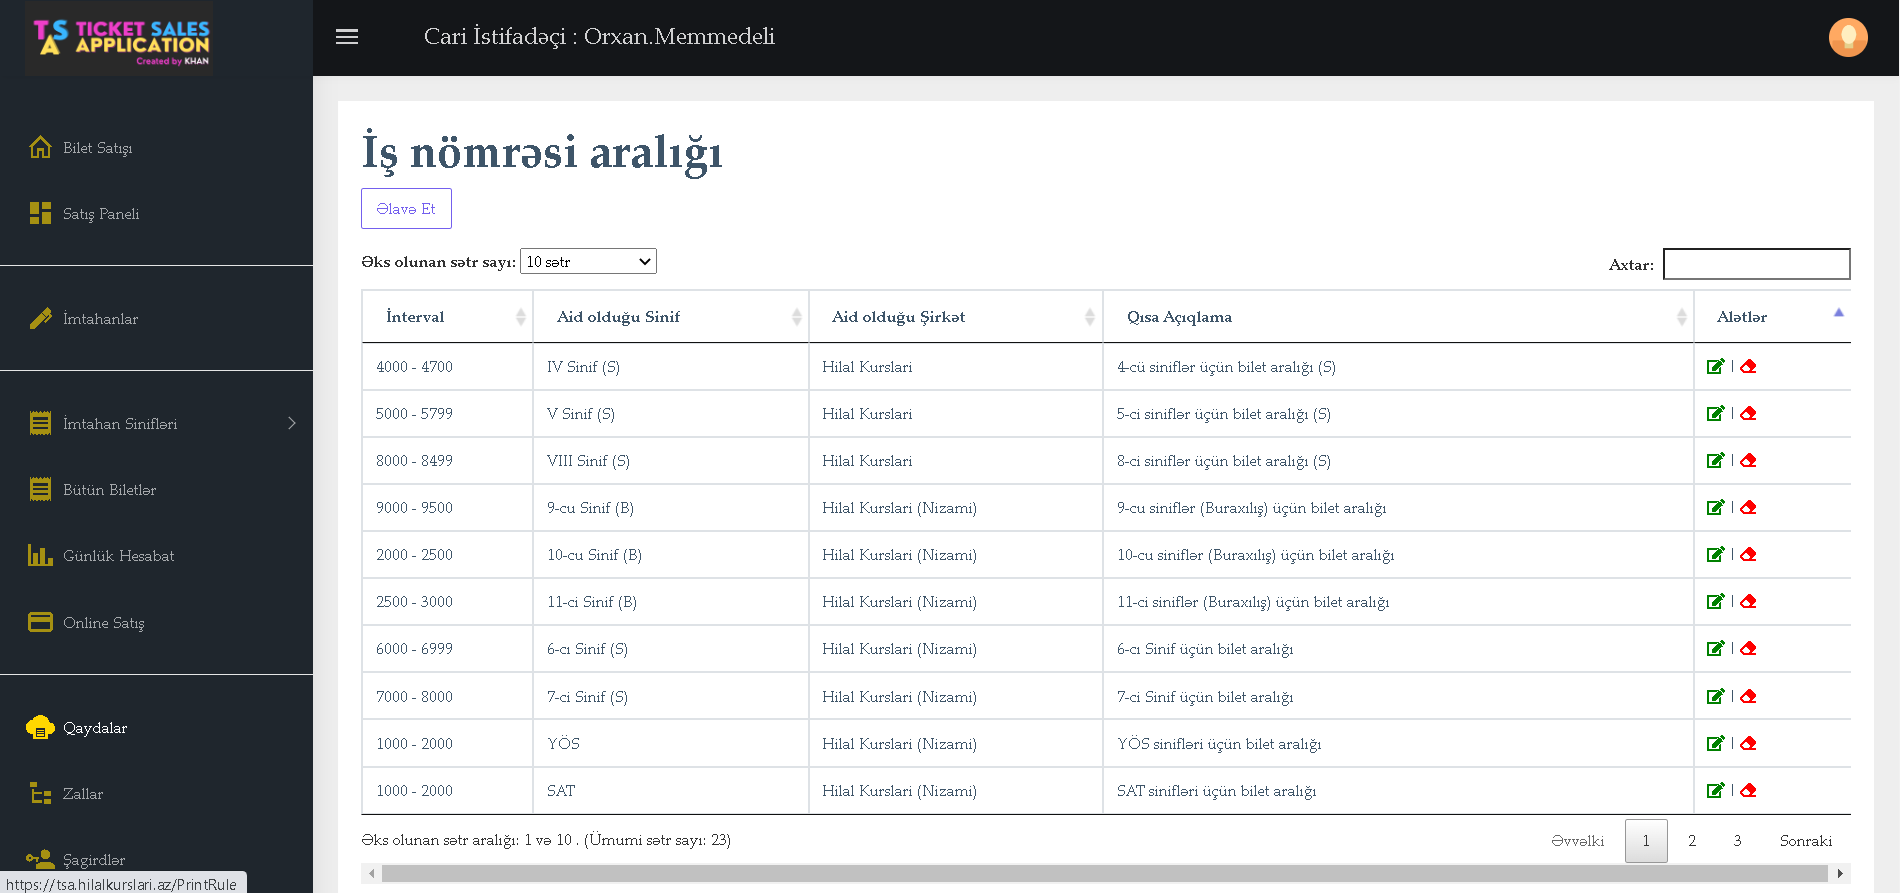 TAS TICKET SALES
APPLICATION
Created by KHAN
Cari İstifadəçi : Orxan.Memmedeli
Bilet Satışı
Satış Paneli
İmtahanlar
İmtahan Sinifləri
Bütün Biletlər
Günlük Hesabat
Online Satış
Qaydalar
Zallar
Şagirdlər
https://tsa.hilalkurslari.az/PrintRule
İş nömrəsi aralığı
Əlavə Et
Əks olunan sətr sayı: 10 sətr
Axtar:
İnterval Aid olduğu Sinif Aid olduğu Şirkət Qısa Açıqlama Alətlər
4000 - 4700 IV Sinif (S) Hilal Kurslari 4-cü siniflər üçün bilet aralığı (S) |
5000 - 5799 V Sinif (S) Hilal Kurslari 5-ci siniflər üçün bilet aralığı (S) |
8000 - 8499 VIII Sinif (S) Hilal Kurslari 8-ci siniflər üçün bilet aralığı (S) |
9000 - 9500 9-cu Sinif (B) Hilal Kurslari (Nizami) 9-cu siniflər (Buraxılış) üçün bilet aralığı |
2000 - 2500 10-cu Sinif (B) Hilal Kurslari (Nizami) 10-cu siniflər (Buraxılış) üçün bilet aralığı |
2500 - 3000 11-ci Sinif (B) Hilal Kurslari (Nizami) 11-ci siniflər (Buraxılış) üçün bilet aralığı |
6000 - 6999 6-cı Sinif (S) Hilal Kurslari (Nizami) 6-cı Sinif üçün bilet aralığı |
7000 - 8000 7-ci Sinif (S) Hilal Kurslari (Nizami) 7-ci Sinif üçün bilet aralığı |
1000 - 2000 YÖS Hilal Kurslari (Nizami) YÖS sinifləri üçün bilet aralığı |
1000 - 2000 SAT Hilal Kurslari (Nizami) SAT sinifləri üçün bilet aralığı |
Əks olunan sətr aralığı: 1 və 10 . (Ümumi sətr sayı: 23)
Əvvəlki 1 2 3 Sonraki